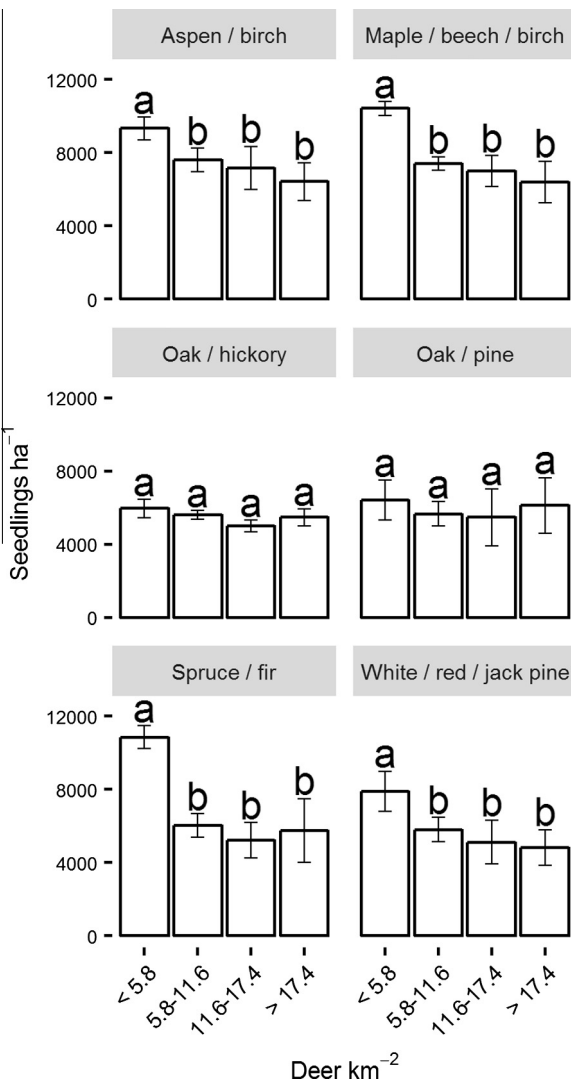 Aspen / birch
Maple / beech / birch
12000
8000
4000
0
a
b
b
b
a
b
b
b
Oak / hickory
Oak / pine
12000
8000
4000
0
a
a
a
a
a
a
a
a
Seedlings ha⁻¹
Spruce / fir
White / red / jack pine
12000
8000
4000
0
a
b
b
b
a
b
b
b
< 5.8
5.8-11.6
11.6-17.4
> 17.4
< 5.8
5.8-11.6
11.6-17.4
> 17.4
Deer km⁻²